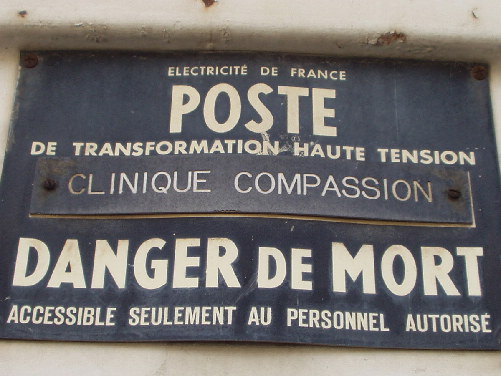 ELECTRICITÉ DE FRANCE
POSTE
DE TRANSFORMATION HAUTE TENSION
CLINIQUE COMPASSION
DANGER DE MORT
ACCESSIBLE SEULEMENT AU PERSONNEL AUTORISÉ